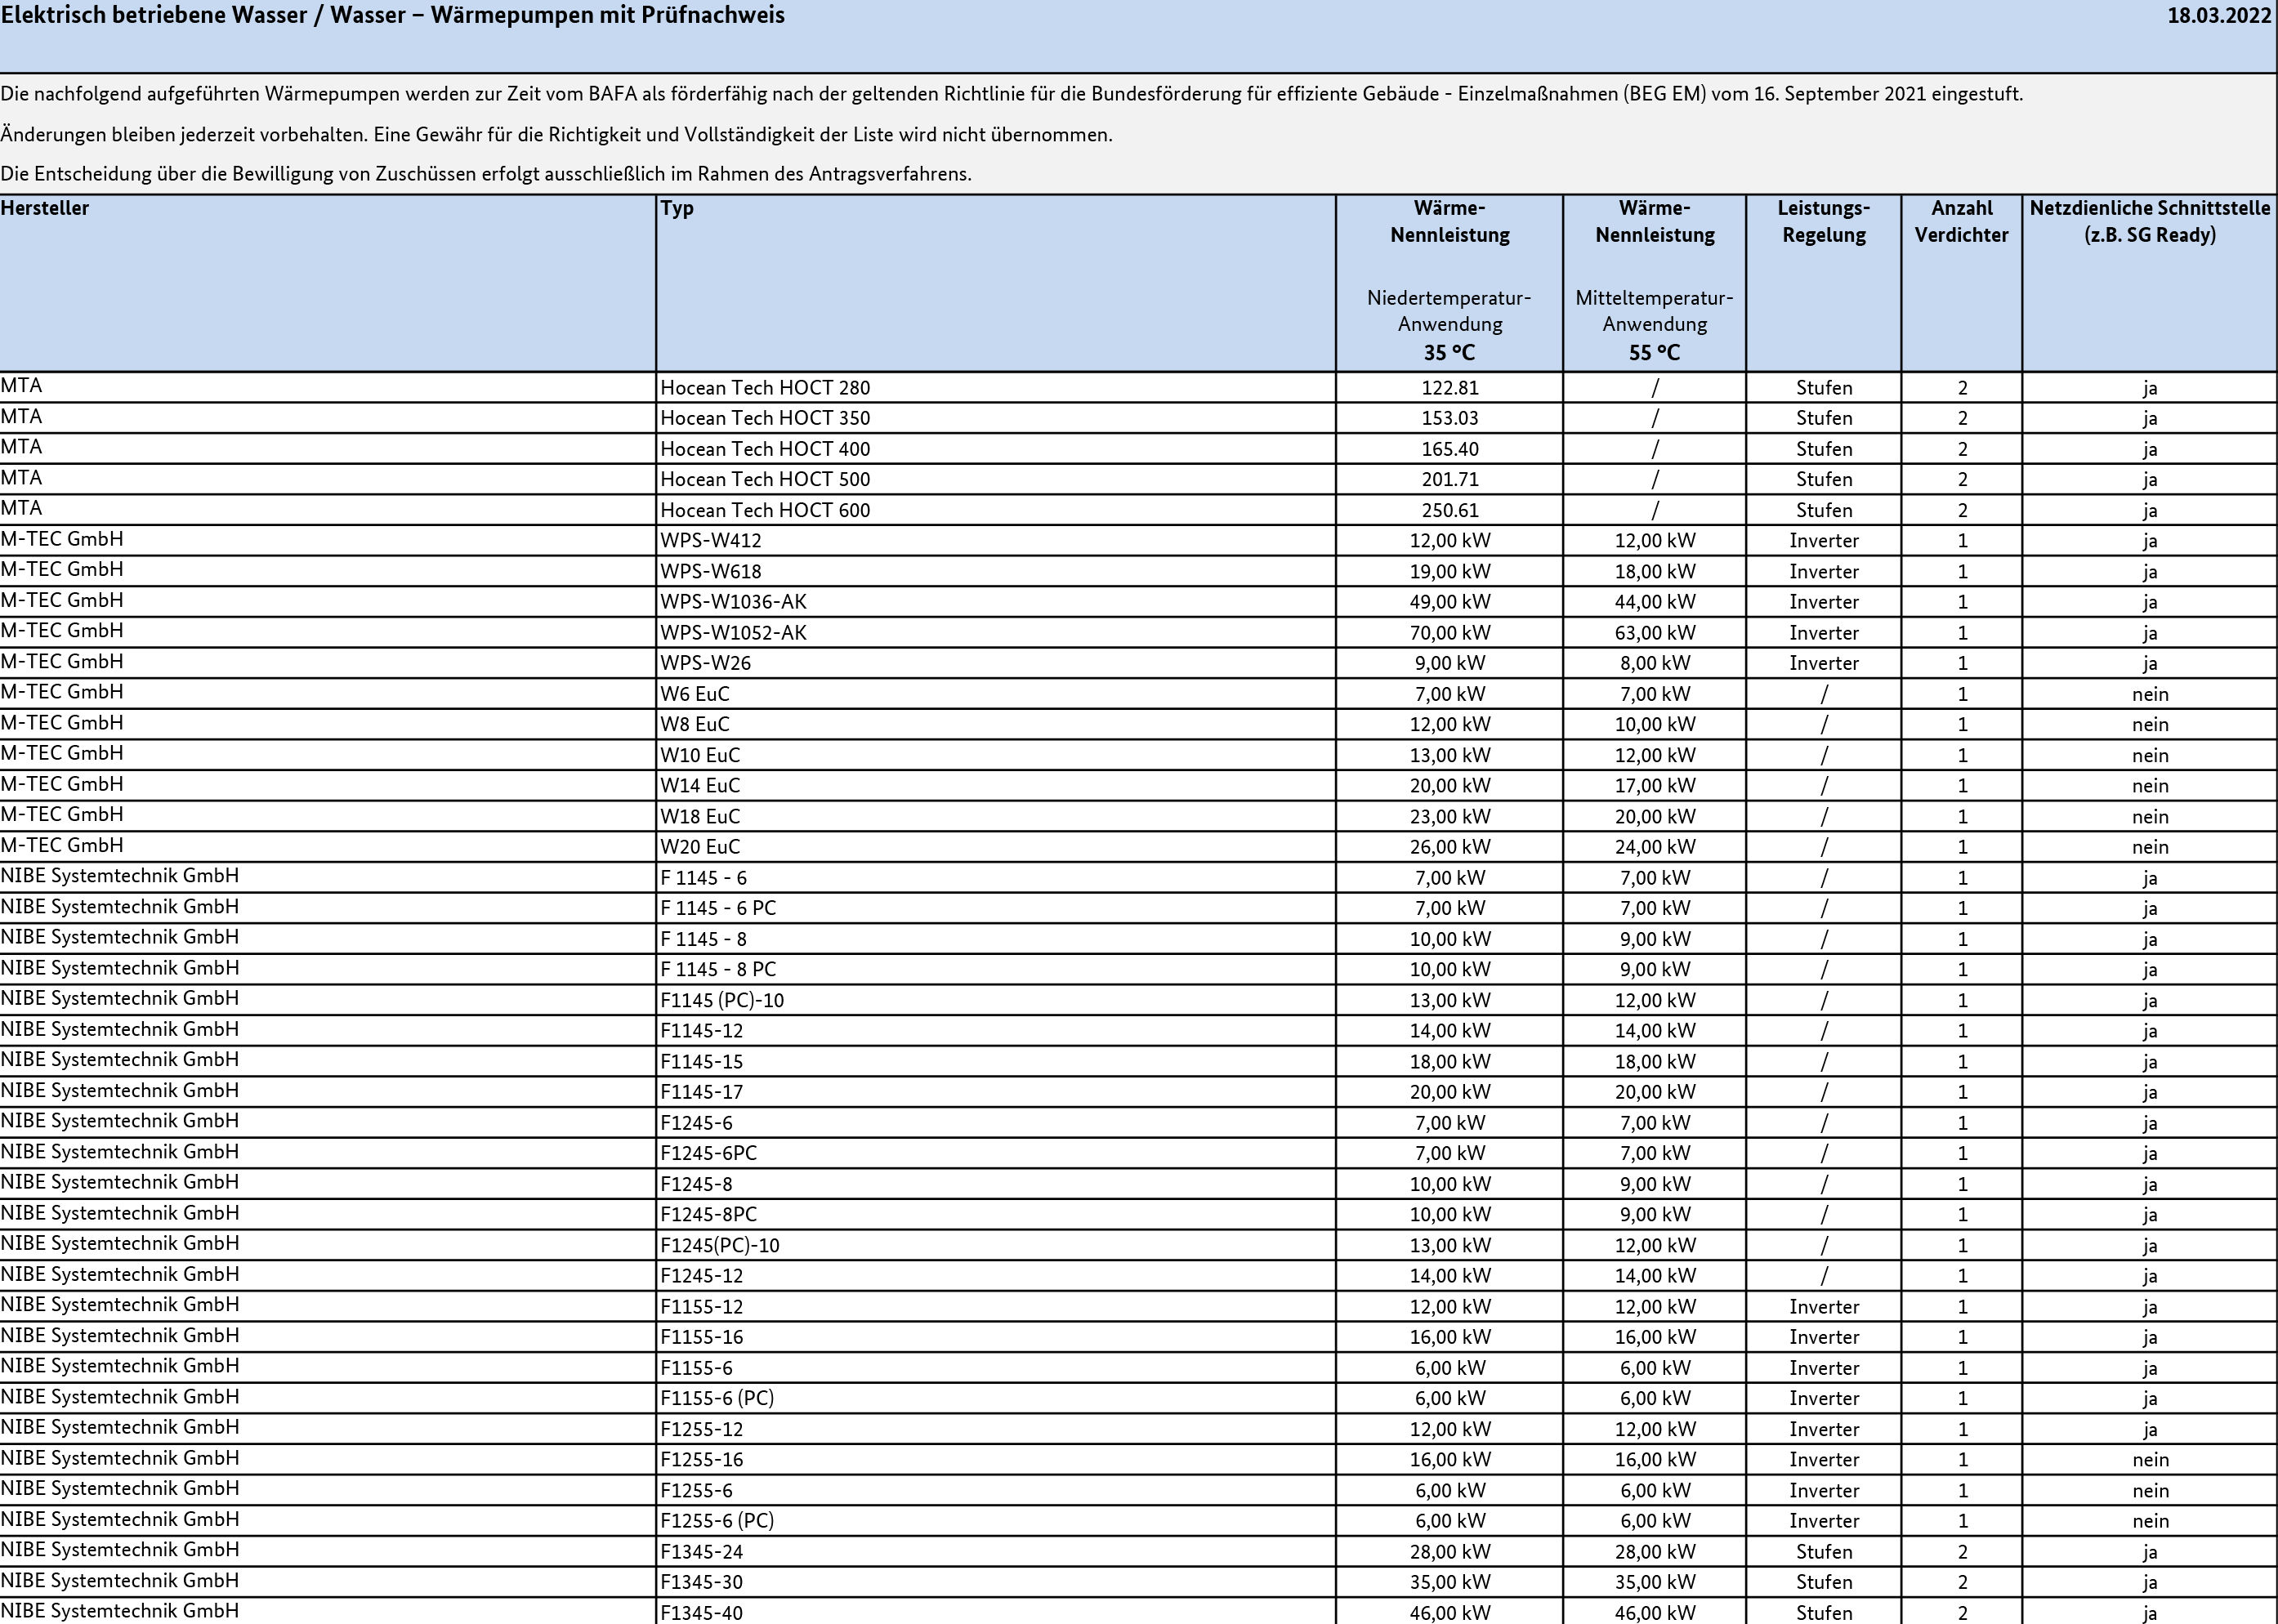 Elektrisch betriebene Wasser / Wasser – Wärmepumpen mit Prüfnachweis 18.03.2022
Die nachfolgend aufgeführten Wärmepumpen werden zur Zeit vom BAFA als förderfähig nach der geltenden Richtlinie für die Bundesförderung für effiziente Gebäude - Einzelmaßnahmen (BEG EM) vom 16. September 2021 eingestuft.
Änderungen bleiben jederzeit vorbehalten. Eine Gewähr für die Richtigkeit und Vollständigkeit der Liste wird nicht übernommen.
Die Entscheidung über die Bewilligung von Zuschüssen erfolgt ausschließlich im Rahmen des Antragsverfahrens.
Hersteller Typ Wärme- Wärme- Leistungs- Anzahl Netzdienliche Schnittstelle
Nennleistung Nennleistung Regelung Verdichter (z.B. SG Ready)
Niedertemperatur- Mitteltemperatur-
Anwendung Anwendung
35 °C 55 °C
MTA Hocean Tech HOCT 280 122.81 / Stufen 2 ja
MTA Hocean Tech HOCT 350 153.03 / Stufen 2 ja
MTA Hocean Tech HOCT 400 165.40 / Stufen 2 ja
MTA Hocean Tech HOCT 500 201.71 / Stufen 2 ja
MTA Hocean Tech HOCT 600 250.61 / Stufen 2 ja
M-TEC GmbH WPS-W412 12,00 kW 12,00 kW Inverter 1 ja
M-TEC GmbH WPS-W618 19,00 kW 18,00 kW Inverter 1 ja
M-TEC GmbH WPS-W1036-AK 49,00 kW 44,00 kW Inverter 1 ja
M-TEC GmbH WPS-W1052-AK 70,00 kW 63,00 kW Inverter 1 ja
M-TEC GmbH WPS-W26 9,00 kW 8,00 kW Inverter 1 ja
M-TEC GmbH W6 EuC 7,00 kW 7,00 kW / 1 nein
M-TEC GmbH W8 EuC 12,00 kW 10,00 kW / 1 nein
M-TEC GmbH W10 EuC 13,00 kW 12,00 kW / 1 nein
M-TEC GmbH W14 EuC 20,00 kW 17,00 kW / 1 nein
M-TEC GmbH W18 EuC 23,00 kW 20,00 kW / 1 nein
M-TEC GmbH W20 EuC 26,00 kW 24,00 kW / 1 nein
NIBE Systemtechnik GmbH F 1145 - 6 7,00 kW 7,00 kW / 1 ja
NIBE Systemtechnik GmbH F 1145 - 6 PC 7,00 kW 7,00 kW / 1 ja
NIBE Systemtechnik GmbH F 1145 - 8 10,00 kW 9,00 kW / 1 ja
NIBE Systemtechnik GmbH F 1145 - 8 PC 10,00 kW 9,00 kW / 1 ja
NIBE Systemtechnik GmbH F1145 (PC)-10 13,00 kW 12,00 kW / 1 ja
NIBE Systemtechnik GmbH F1145-12 14,00 kW 14,00 kW / 1 ja
NIBE Systemtechnik GmbH F1145-15 18,00 kW 18,00 kW / 1 ja
NIBE Systemtechnik GmbH F1145-17 20,00 kW 20,00 kW / 1 ja
NIBE Systemtechnik GmbH F1245-6 7,00 kW 7,00 kW / 1 ja
NIBE Systemtechnik GmbH F1245-6PC 7,00 kW 7,00 kW / 1 ja
NIBE Systemtechnik GmbH F1245-8 10,00 kW 9,00 kW / 1 ja
NIBE Systemtechnik GmbH F1245-8PC 10,00 kW 9,00 kW / 1 ja
NIBE Systemtechnik GmbH F1245(PC)-10 13,00 kW 12,00 kW / 1 ja
NIBE Systemtechnik GmbH F1245-12 14,00 kW 14,00 kW / 1 ja
NIBE Systemtechnik GmbH F1155-12 12,00 kW 12,00 kW Inverter 1 ja
NIBE Systemtechnik GmbH F1155-16 16,00 kW 16,00 kW Inverter 1 ja
NIBE Systemtechnik GmbH F1155-6 6,00 kW 6,00 kW Inverter 1 ja
NIBE Systemtechnik GmbH F1155-6 (PC) 6,00 kW 6,00 kW Inverter 1 ja
NIBE Systemtechnik GmbH F1255-12 12,00 kW 12,00 kW Inverter 1 ja
NIBE Systemtechnik GmbH F1255-16 16,00 kW 16,00 kW Inverter 1 nein
NIBE Systemtechnik GmbH F1255-6 6,00 kW 6,00 kW Inverter 1 nein
NIBE Systemtechnik GmbH F1255-6 (PC) 6,00 kW 6,00 kW Inverter 1 nein
NIBE Systemtechnik GmbH F1345-24 28,00 kW 28,00 kW Stufen 2 ja
NIBE Systemtechnik GmbH F1345-30 35,00 kW 35,00 kW Stufen 2 ja
NIBE Systemtechnik GmbH F1345-40 46,00 kW 46,00 kW Stufen 2 ja